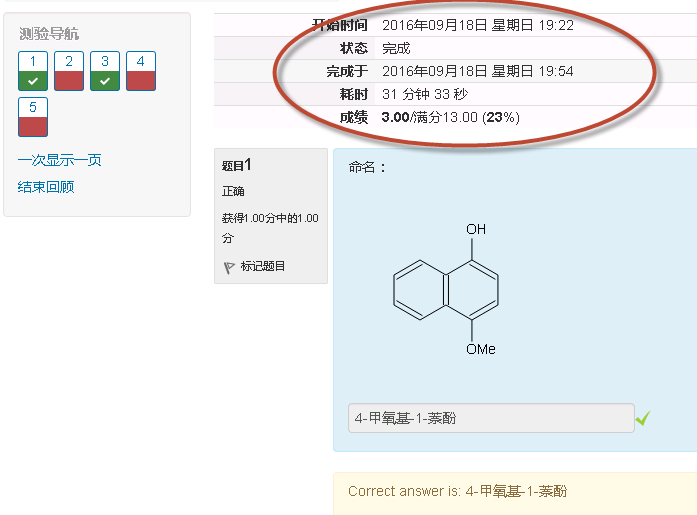 测验导航
1 2 3 4
5
一次显示一页
结束回顾
开始时间 2016年09月18日 星期日 19:22
状态 完成
完成于 2016年09月18日 星期日 19:54
耗时 31 分钟 33 秒
成绩 3.00/满分13.00 (23%)
题目1
正确
获得1.00分中的1.00
分
标记题目
命名：
OH
OMe
4-甲氧基-1-萘酚
Correct answer is: 4-甲氧基-1-萘酚